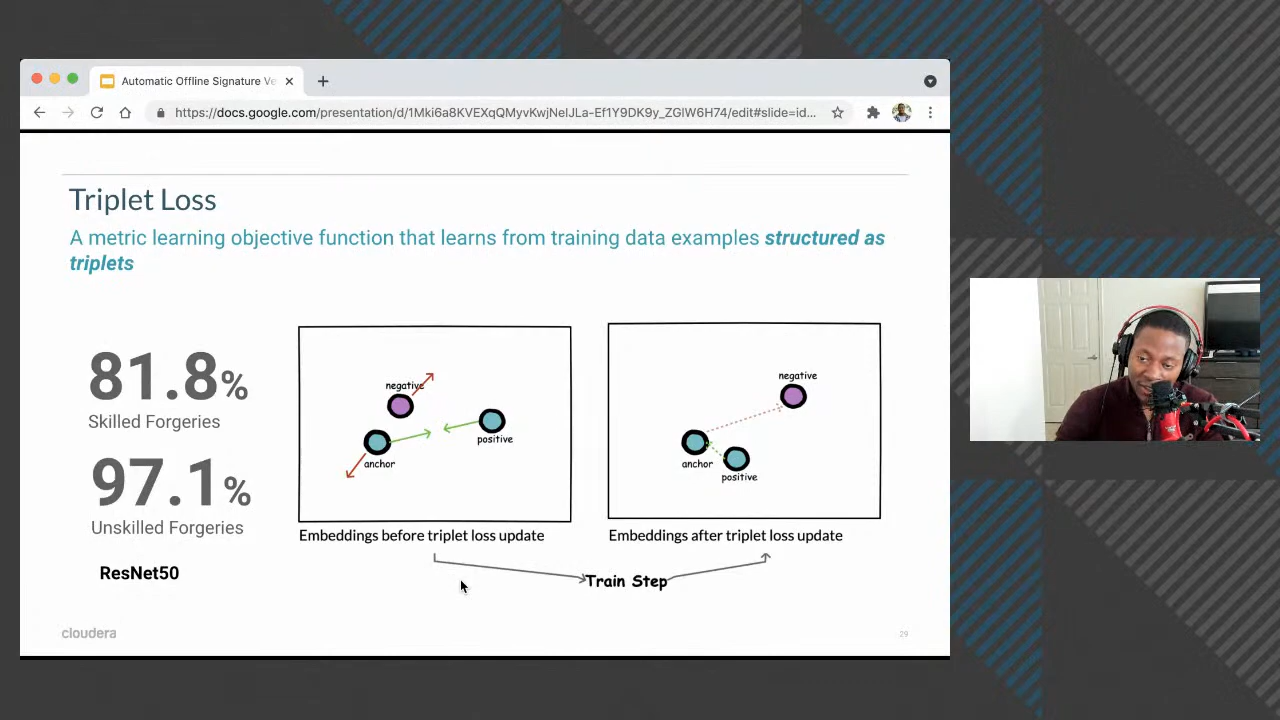 Automatic Offline Signature Ve
https://docs.google.com/presentation/d/1Mki6a8KVEXqQMyvKwjNelJLa-Ef1Y9DK9y_ZGlW6H74/edit#slide=id...
Triplet Loss
A metric learning objective function that learns from training data examples structured as
triplets
81.8%
Skilled Forgeries
97.1%
Unskilled Forgeries
ResNet50
negative
anchor
positive
Embeddings before triplet loss update
negative
anchor
positive
Embeddings after triplet loss update
Train Step
cloudera
29